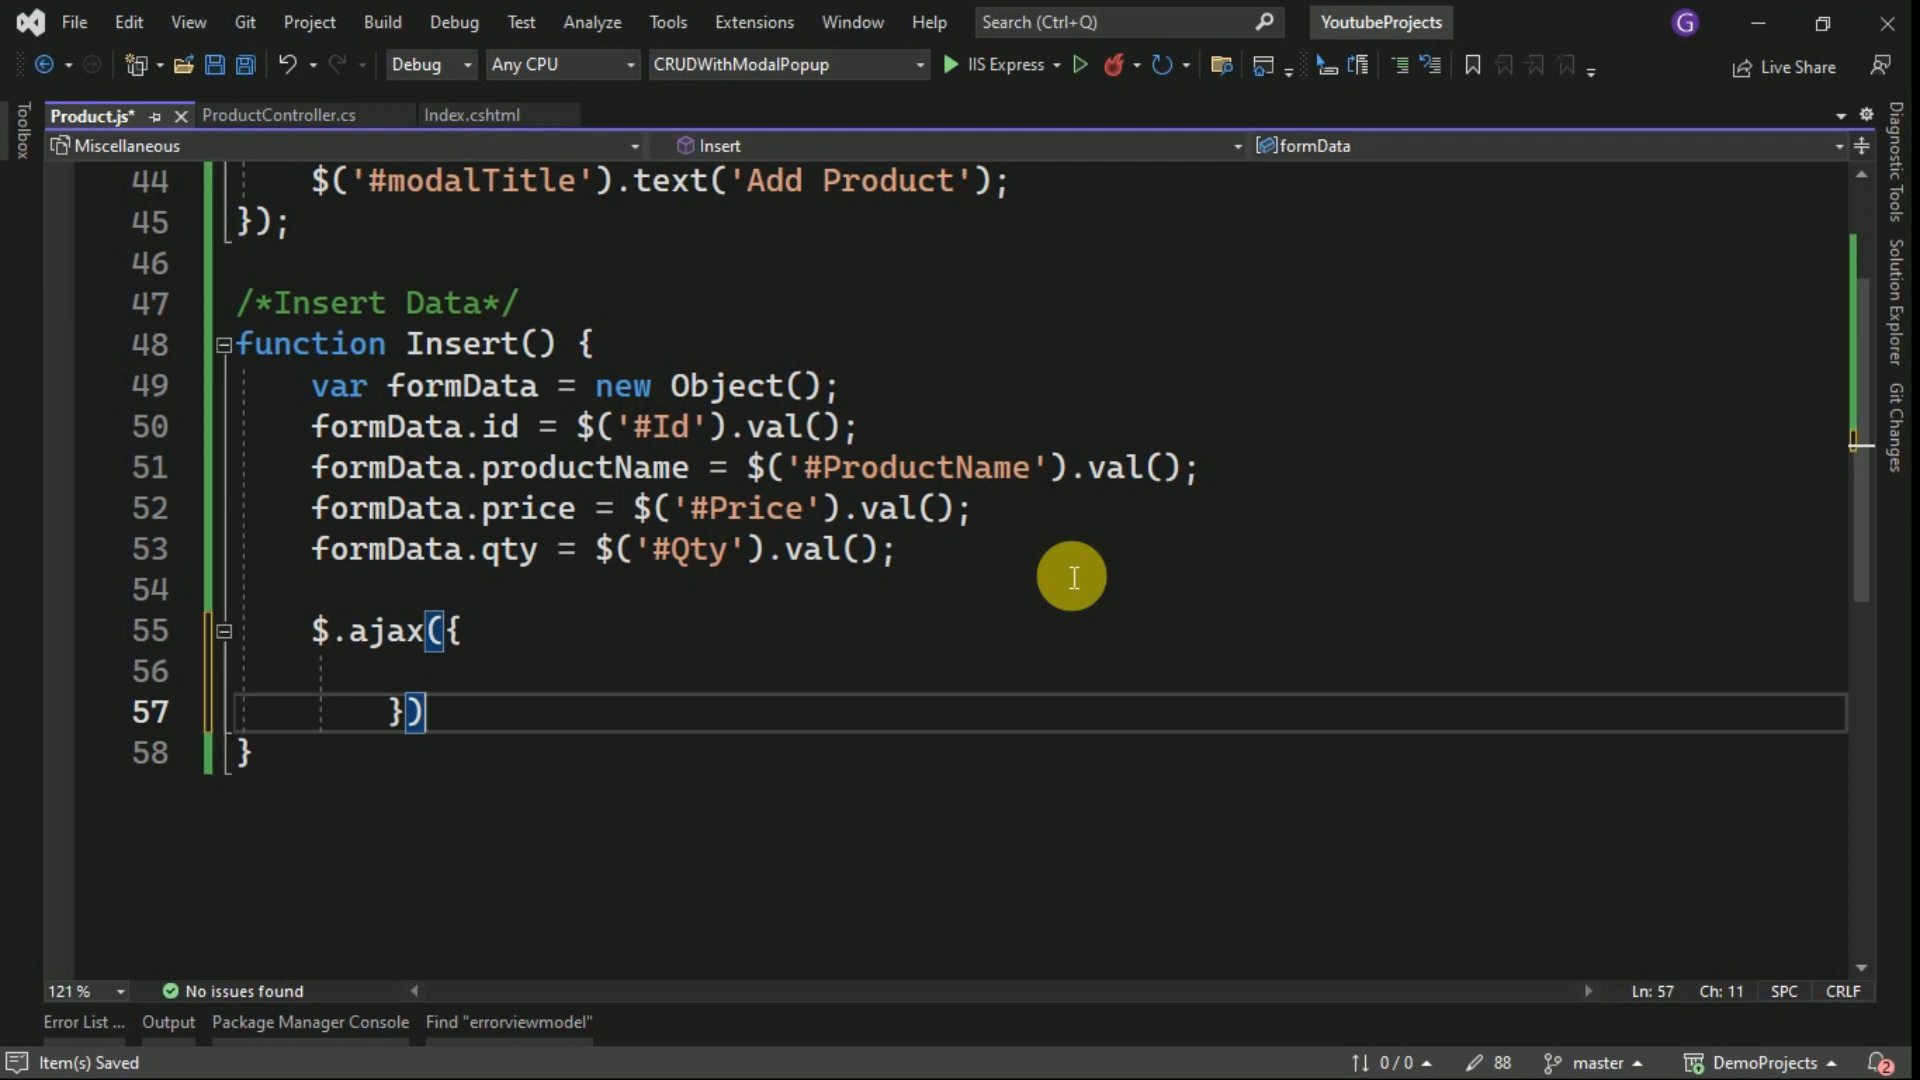 File Edit View Git Project Build Debug Test Analyze Tools Extensions Window Help Search (Ctrl+Q) YoutubeProjects G
Debug Any CPU CRUDWithModalPopup IIS Express Live Share
Toolbox
Product.js* ProductController.cs Index.cshtml
Miscellaneous Insert formData
44 $('#modalTitle').text('Add Product');
45 });
46
47 /*Insert Data*/
48 function Insert() {
49 var formData = new Object();
50 formData.id = $('#Id').val();
51 formData.productName = $('#ProductName').val();
52 formData.price = $('#Price').val();
53 formData.qty = $('#Qty').val();
54
55 $.ajax({
56
57 })
58 }
Diagnostic Tools
Solution Explorer
Git Changes
121 % No issues found Ln: 57 Ch: 11 SPC CRLF
Error List ... Output Package Manager Console Find "errorviewmodel"
Item(s) Saved 0 / 0 88 master DemoProjects 2